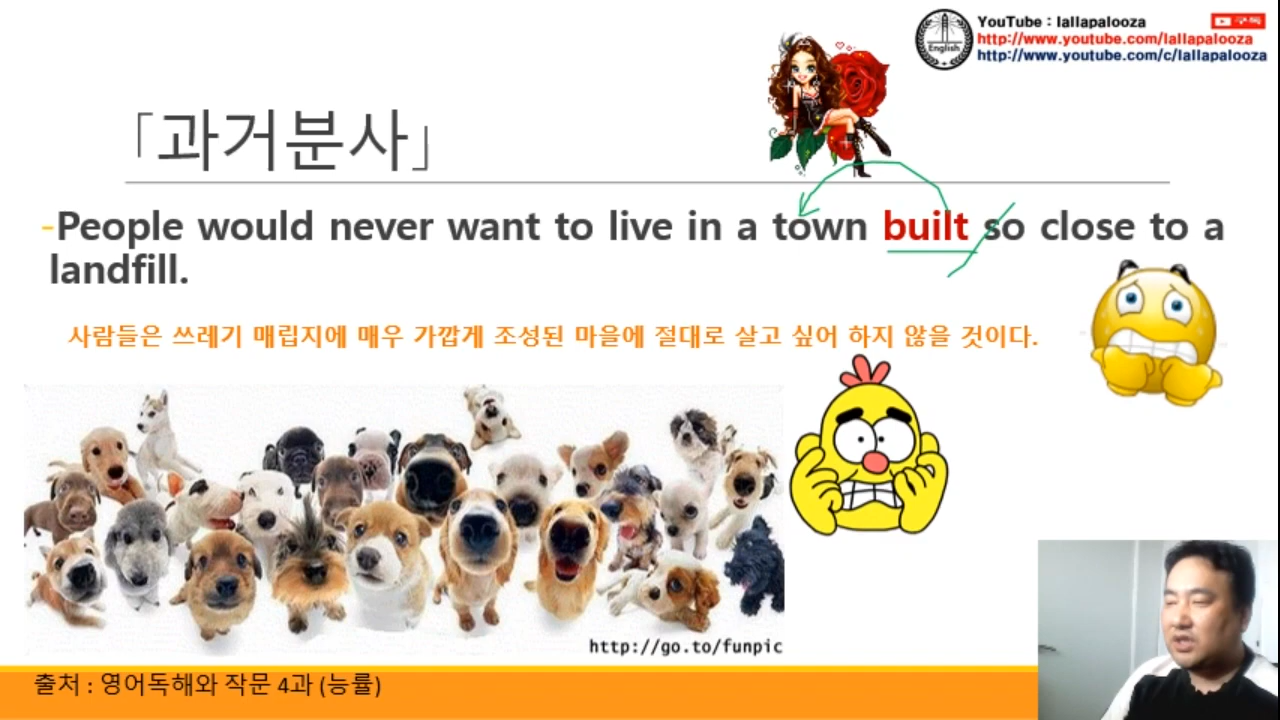 YouTube : lallapalooza
구독
http://www.youtube.com/lallapalooza
English
http://www.youtube.com/c/lallapalooza
「과거분사」
-People would never want to live in a town built so close to a
landfill.
사람들은 쓰레기 매립지에 매우 가깝게 조성된 마을에 절대로 살고 싶어 하지 않을 것이다.
http://go.to/funpic
출처 : 영어독해와 작문 4과 (능률)